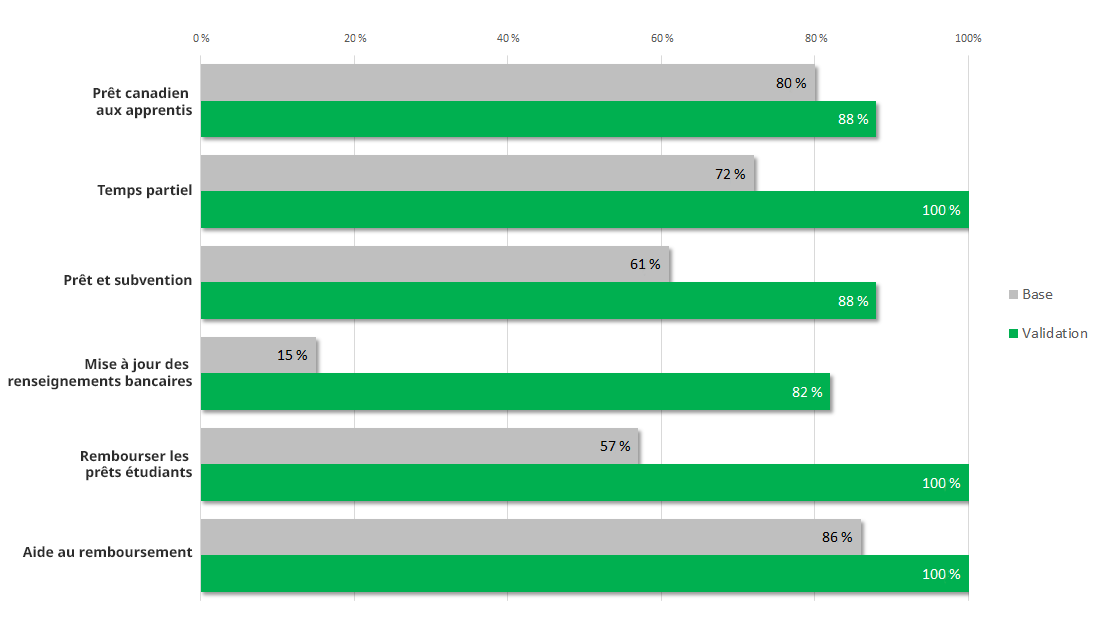 0 %
20 %
40 %
60 %
80 %
100%
Prêt canadien
aux apprentis
80 %
88 %
Temps partiel
72 %
100 %
Prêt et subvention
61 %
88 %
Mise à jour des
renseignements bancaires
15 %
82 %
Rembourser les
prêts étudiants
57 %
100 %
Aide au remboursement
86 %
100 %
Base
Validation